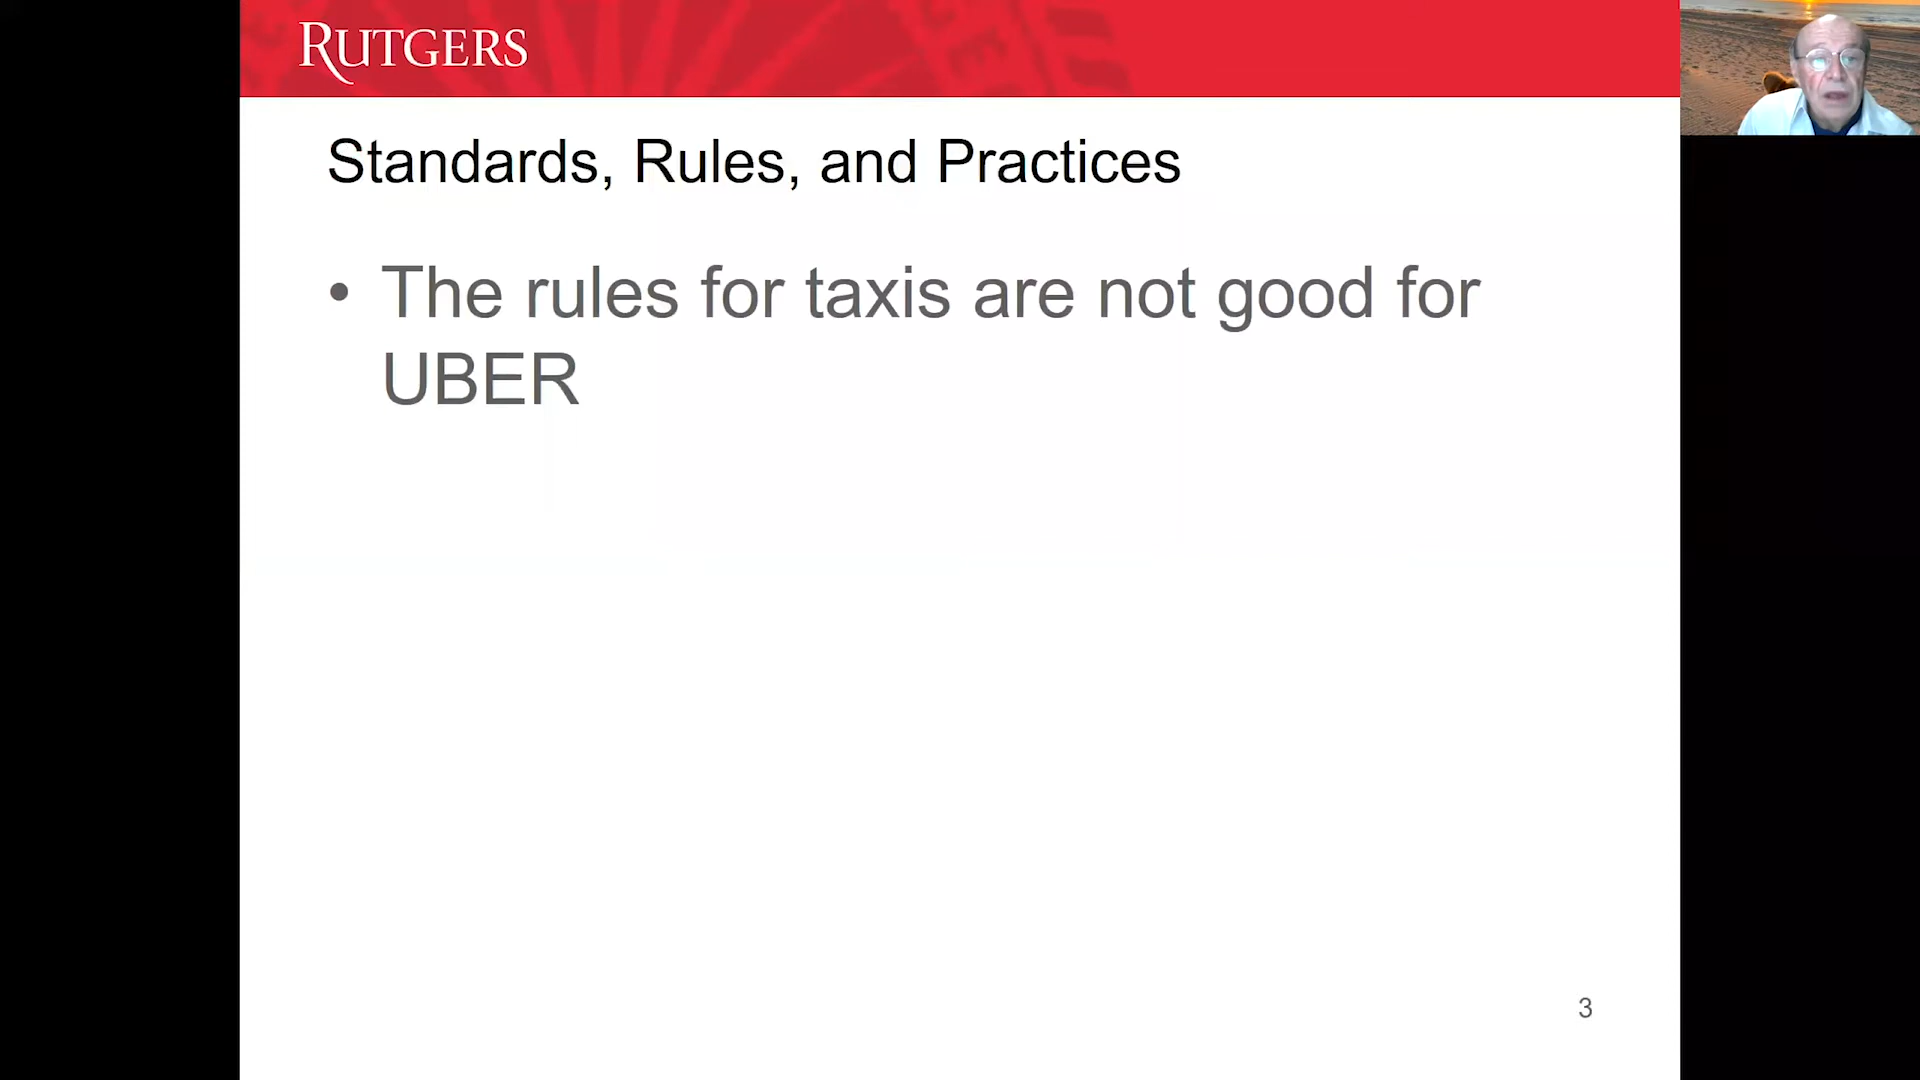 RUTGERS
Standards, Rules, and Practices
• The rules for taxis are not good for
UBER
3